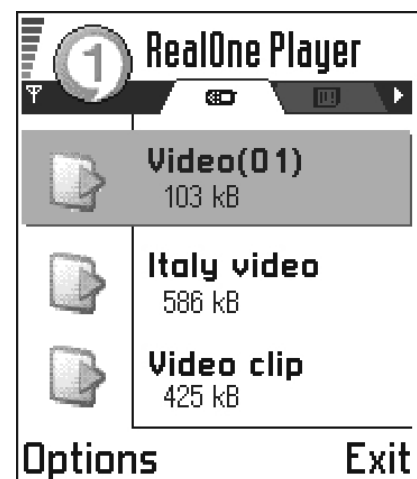 1
RealOne Player
Video(01)
103 kB
Italy video
586 kB
Video clip
425 kB
Options Exit